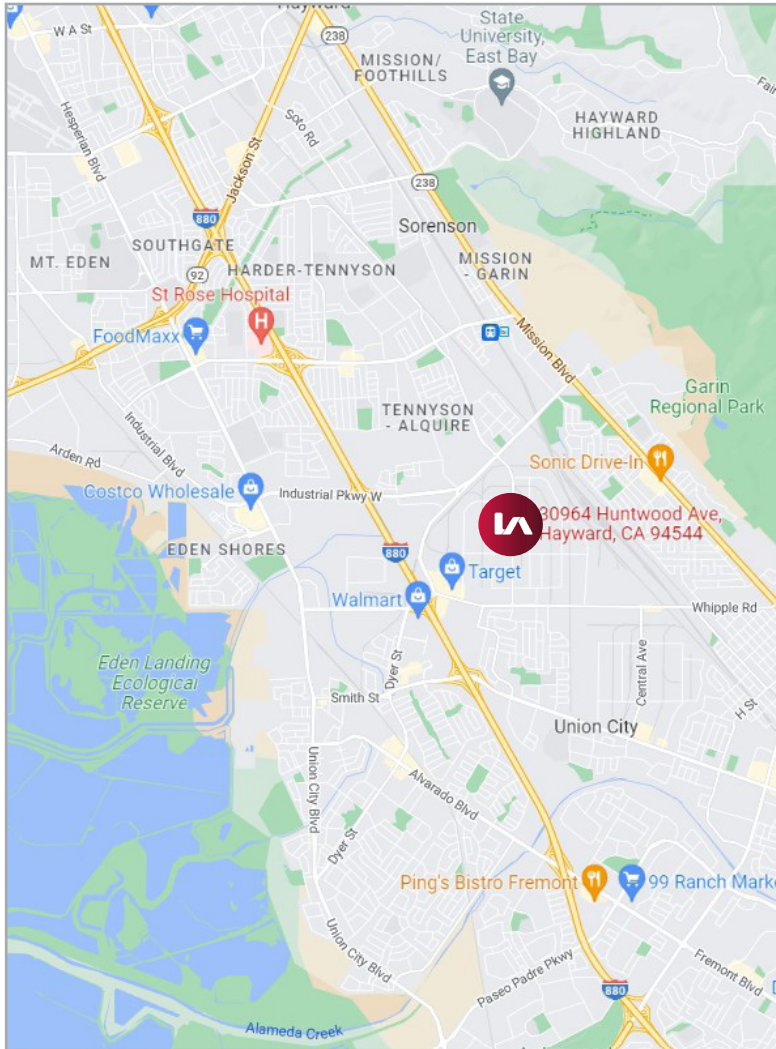 Hayward
State
University,
East Bay
W A St
238
MISSION/
FOOTHILLS
HAYWARD
HIGHLAND
Hesperian Blvd
Soto Rd
Jackson St
238
880
Sorenson
SOUTHGATE
MT. EDEN
MISSION
- GARIN
92
HARDER-TENNYSON
St Rose Hospital
H
FoodMaxx
Mission Blvd
Garin
Regional Park
TENNYSON
- ALQUIRE
Industrial Blvd
Arden Rd
Sonic Drive-In
Costco Wholesale
Industrial Pkwy W
30964 Huntwood Ave,
Hayward, CA 94544
EDEN SHORES
880
Target
Walmart
Whipple Rd
Eden Landing
Ecological
Reserve
Dyer St
Central Ave
Smith St
H St
Union City
Union City Blvd
Alvarado Blvd
Dyer St
Ping's Bistro Fremont
99 Ranch Marke
Union City Blvd
Paseo Padre Pkwy
Fremont Blvd
880
Alameda Creek